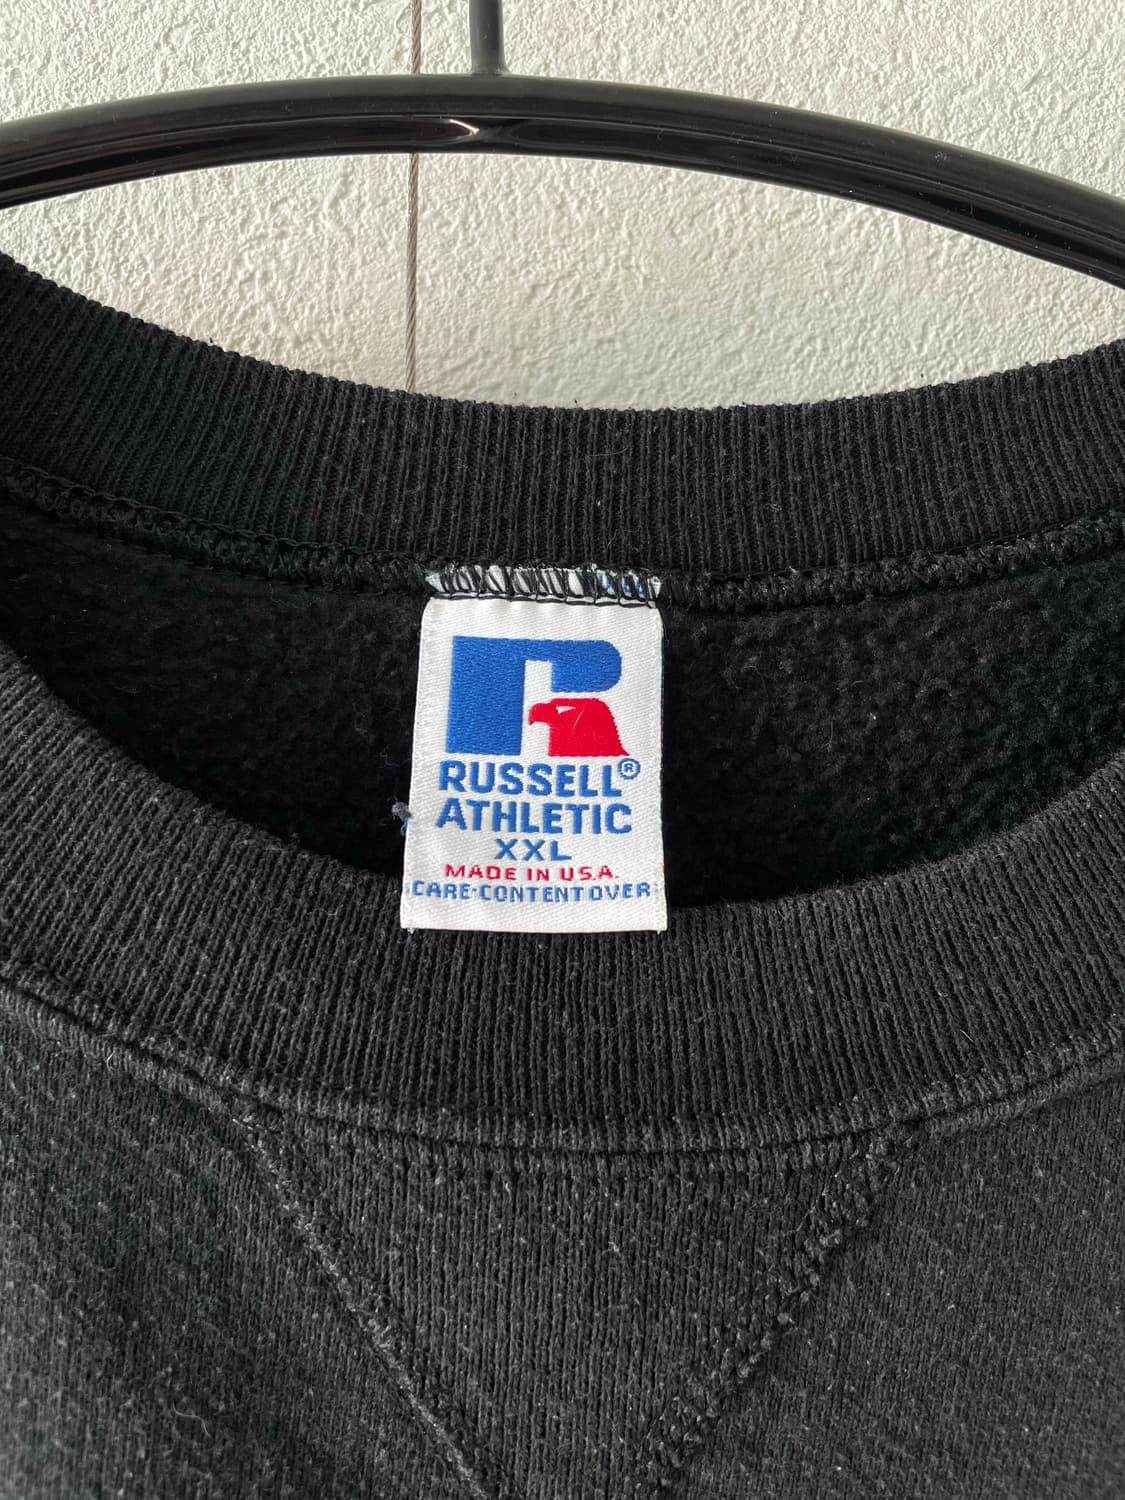 R
RUSSELL®
ATHLETIC
XXL
MADE IN U.S.A.
CARE·CONTENT OVER